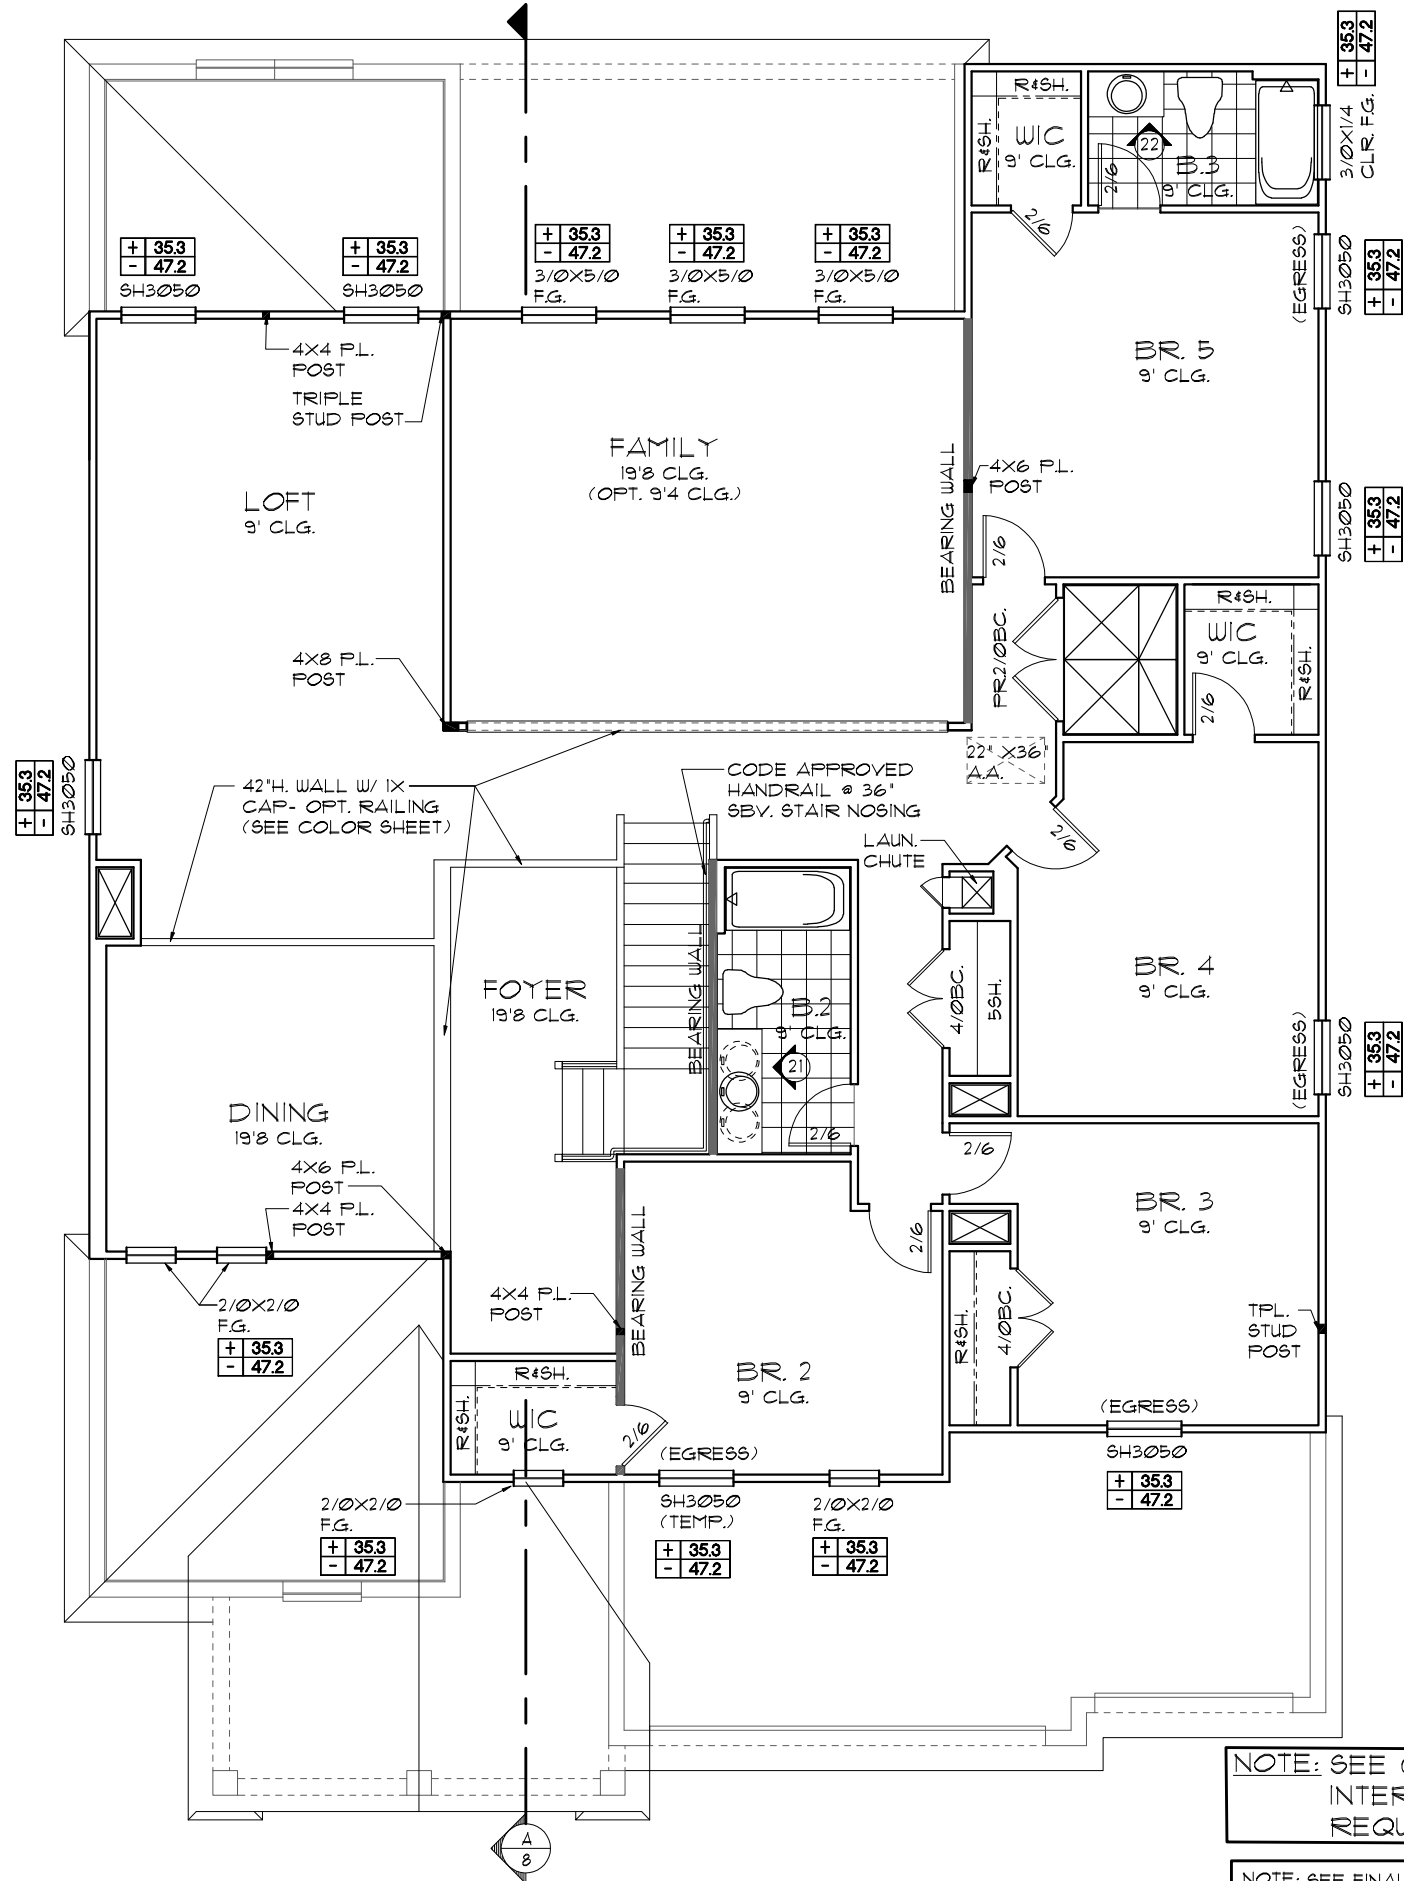 + 35.3
- 47.2
3/0X1/4
CLR. F.G.
R&SH.
R&SH.
WIC
9' CLG.
2/6
22
B.3
9' CLG.
2/6
+ 35.3
- 47.2
SH3050
+ 35.3
- 47.2
SH3050
+ 35.3
- 47.2
3/0X5/0
F.G.
+ 35.3
- 47.2
3/0X5/0
F.G.
+ 35.3
- 47.2
3/0X5/0
F.G.
(EGRESS)
SH3050
+ 35.3
- 47.2
4X4 P.L.
POST
TRIPLE
STUD POST
BR. 5
9' CLG.
FAMILY
19'8 CLG.
(OPT. 9'4 CLG.)
BEARING WALL
4X6 P.L.
POST
LOFT
9' CLG.
SH3050
+ 35.3
- 47.2
2/6
PR.2/0BC.
R&SH.
WIC
9' CLG.
R&SH.
2/6
4X8 P.L.
POST
22" X36"
A.A.
+ 35.3
- 47.2
SH3050
42"H. WALL W/ 1X
CAP- OPT. RAILING
(SEE COLOR SHEET)
CODE APPROVED
HANDRAIL @ 36"
SBV. STAIR NOSING
LAUN.
CHUTE
2/6
BEARING WALL
FOYER
19'8 CLG.
B.2
9' CLG.
21
2/6
4/0BC.
5SH.
BR. 4
9' CLG.
(EGRESS)
SH3050
+ 35.3
- 47.2
DINING
19'8 CLG.
4X6 P.L.
POST
4X4 P.L.
POST
2/6
BR. 3
9' CLG.
2/6
BEARING WALL
4X4 P.L.
POST
2/0X2/0
F.G.
+ 35.3
- 47.2
R&SH.
4/0BC.
TPL.
STUD
POST
BR. 2
9' CLG.
R&SH.
R&SH.
WIC
9' CLG.
2/6
(EGRESS)
(EGRESS)
SH3050
+ 35.3
- 47.2
2/0X2/0
F.G.
+ 35.3
- 47.2
SH3050
(TEMP.)
+ 35.3
- 47.2
2/0X2/0
F.G.
+ 35.3
- 47.2
NOTE: SEE
INTER
REQU
A
8
NOTE: SEE FINAL